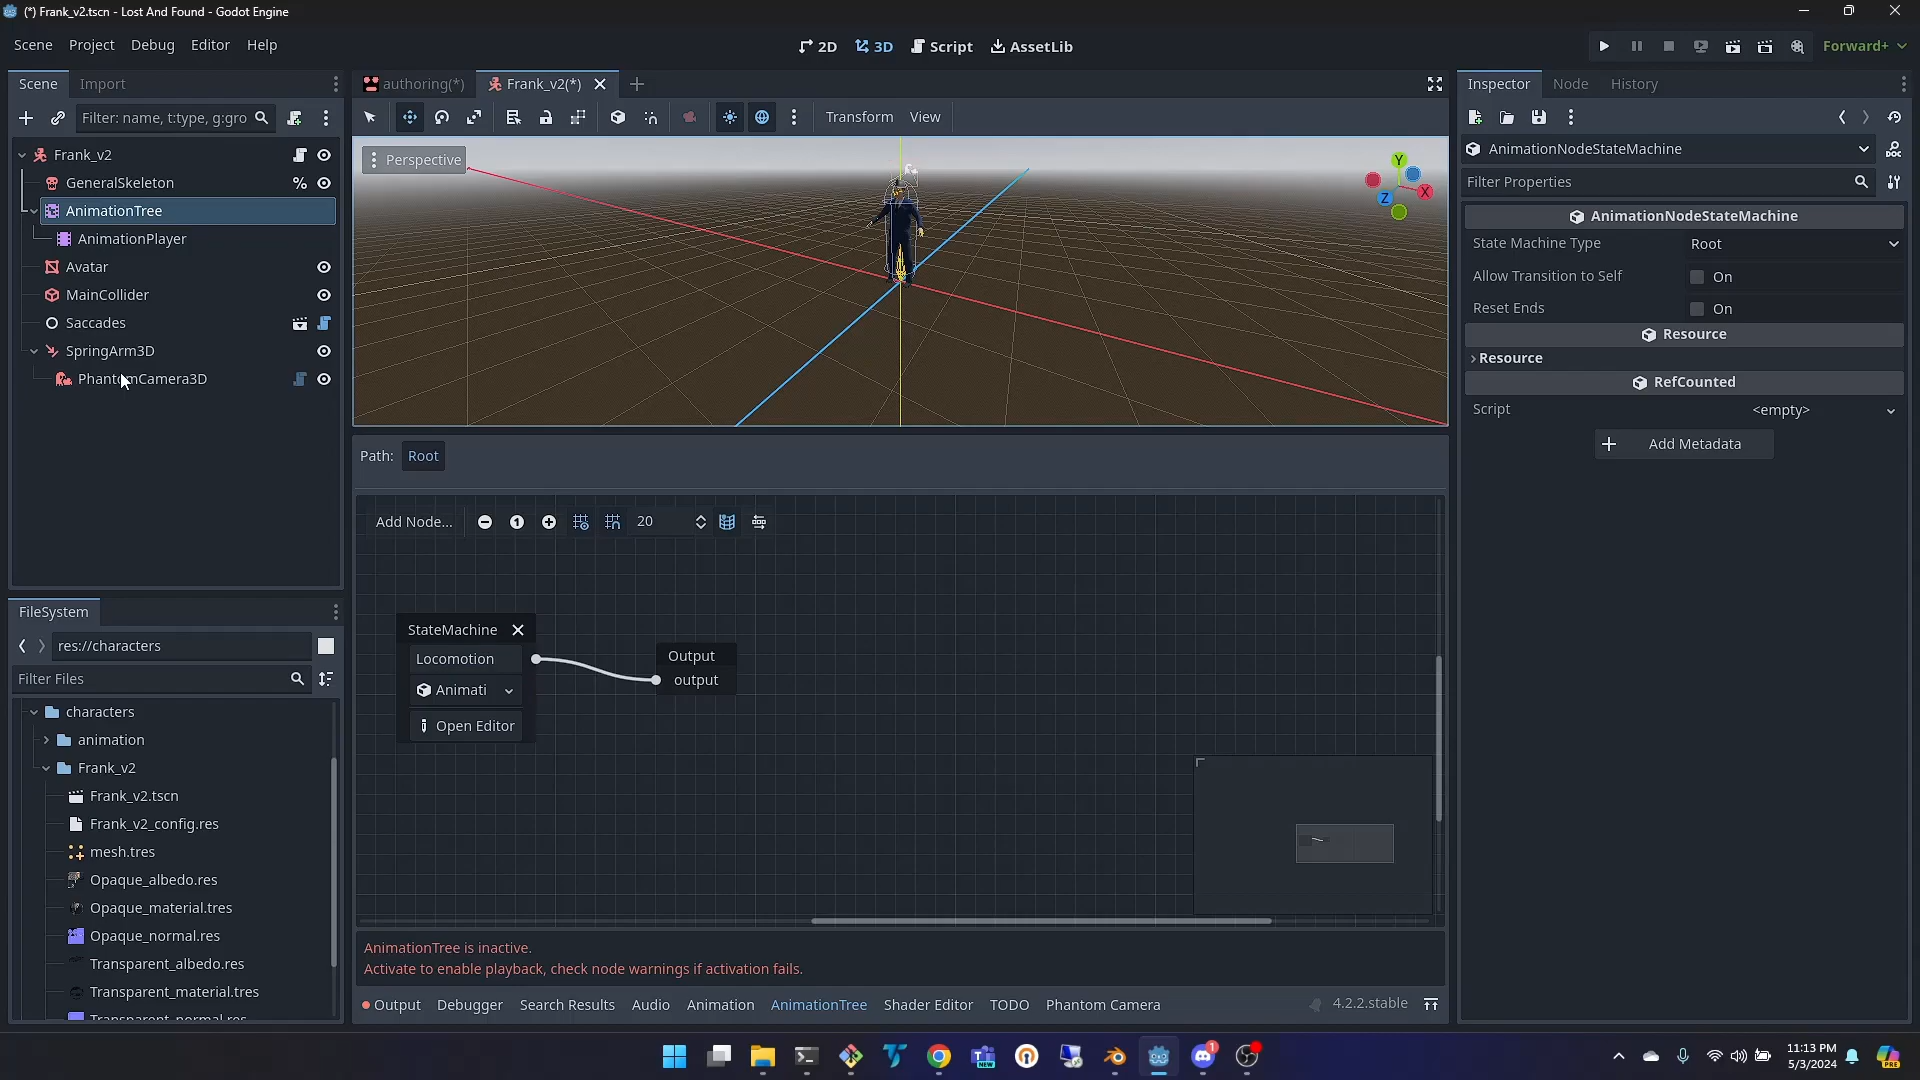 (*) Frank_v2.tscn - Lost And Found - Godot Engine
Scene Project Debug Editor Help
2D 3D Script AssetLib
Forward+
Scene Import
authoring(*) Frank_v2(*)
Inspector Node History
Filter: name, t:type, g:gro
Transform View
AnimationNodeStateMachine
Filter Properties
Frank_v2
GeneralSkeleton
AnimationTree
AnimationPlayer
Avatar
MainCollider
Saccades
SpringArm3D
PhantomCamera3D
Perspective
Y
X
Z
AnimationNodeStateMachine
State Machine Type Root
Allow Transition to Self On
Reset Ends On
Resource
Resource
RefCounted
Script <empty>
Add Metadata
Path: Root
Add Node... 1 20
StateMachine
Locomotion
Animati
Open Editor
Output
output
AnimationTree is inactive.
Activate to enable playback, check node warnings if activation fails.
Output Debugger Search Results Audio Animation AnimationTree Shader Editor TODO Phantom Camera 4.2.2.stable
FileSystem
res://characters
Filter Files
characters
animation
Frank_v2
Frank_v2.tscn
Frank_v2_config.res
mesh.tres
Opaque_albedo.res
Opaque_material.tres
Opaque_normal.res
Transparent_albedo.res
Transparent_material.tres
Transparent_normal.res
NEW
1
11:13 PM
5/3/2024
PRE